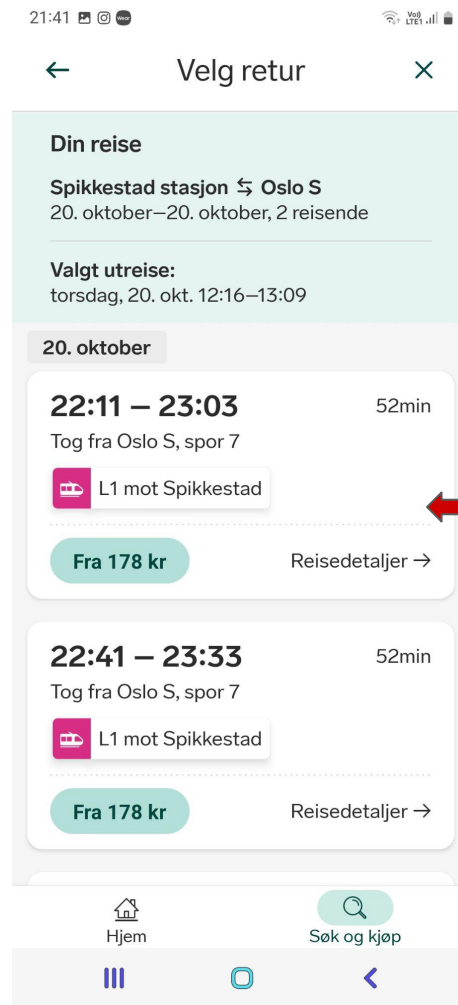 21:41
Vo))
LTE1
Velg retur
Din reise
Spikkestad stasjon ⇆ Oslo S
20. oktober–20. oktober, 2 reisende
Valgt utreise:
torsdag, 20. okt. 12:16–13:09
20. oktober
22:11 – 23:03 52min
Tog fra Oslo S, spor 7
L1 mot Spikkestad
Fra 178 kr Reisedetaljer →
22:41 – 23:33 52min
Tog fra Oslo S, spor 7
L1 mot Spikkestad
Fra 178 kr Reisedetaljer →
Hjem Søk og kjøp